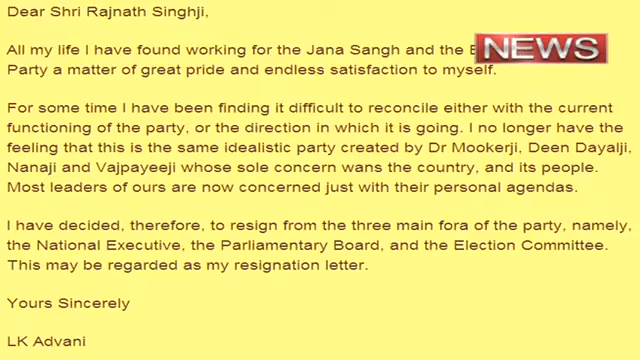 Dear Shri Rajnath Singhji,
All my life I have found working for the Jana Sangh and the
NEWS
Party a matter of great pride and endless satisfaction to myself.
For some time I have been finding it difficult to reconcile either with the current
functioning of the party, or the direction in which it is going. I no longer have the
feeling that this is the same idealistic party created by Dr Mookerji, Deen Dayalji,
Nanaji and Vajpayeeji whose sole concern wans the country, and its people.
Most leaders of ours are now concerned just with their personal agendas.
I have decided, therefore, to resign from the three main fora of the party, namely,
the National Executive, the Parliamentary Board, and the Election Committee.
This may be regarded as my resignation letter.
Yours Sincerely
LK Advani